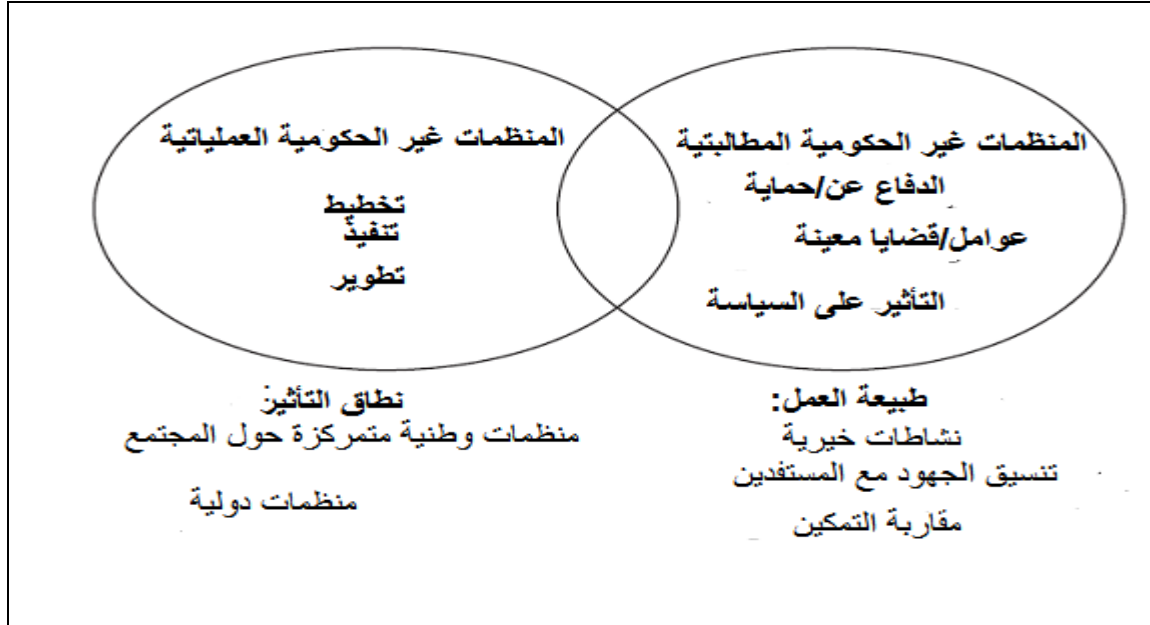 المنظمات غير الحكومية المطالبتية
الدفاع عن/حماية
عوامل/قضايا معينة
التأثير على السياسة
المنظمات غير الحكومية العملياتية
تخطيط
تنفيذ
تطوير
طبيعة العمل:
نشاطات خيرية
تنسيق الجهود مع المستفدين
مقاربة التمكين
نطاق التأثير:
منظمات وطنية متمركزة حول المجتمع
منظمات دولية